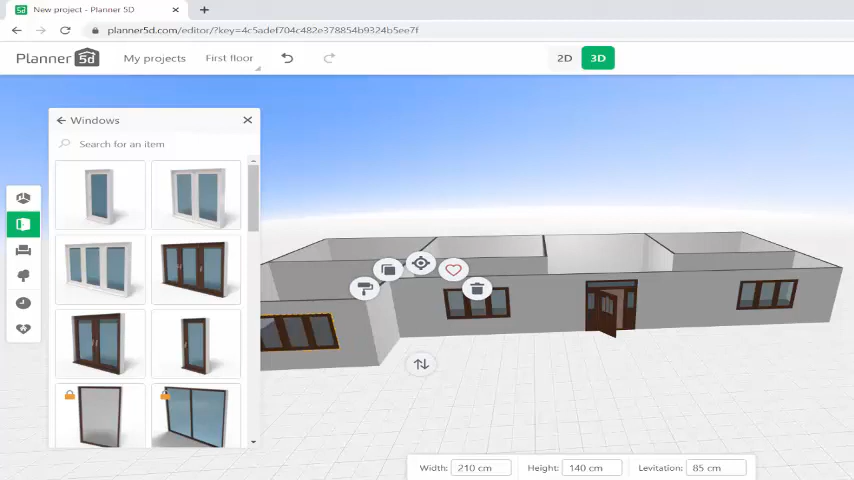 New project - Planner 5D
planner5d.com/editor/?key=4c5adef704c482e378854b9324b5ee7f
Planner 5d
My projects
First floor
2D
3D
Windows
Search for an item
Width: 210 cm
Height: 140 cm
Levitation: 85 cm